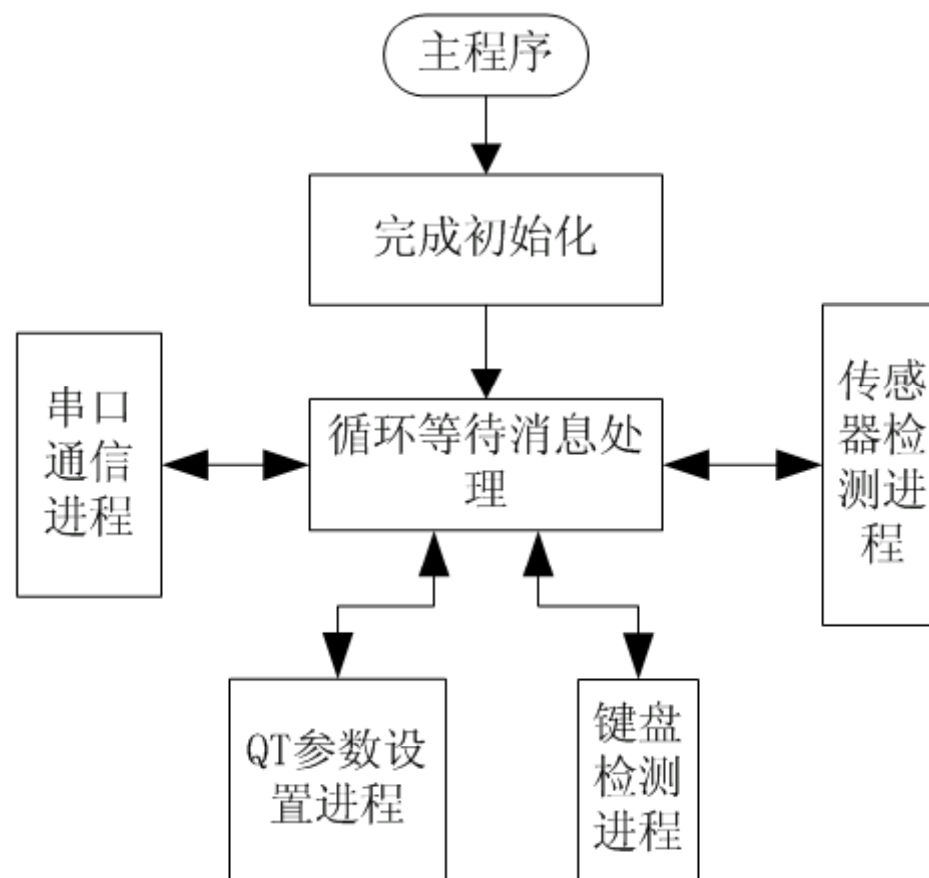 主程序
完成初始化
串口
通信
进程
循环等待消息处
理
传感
器检
测进
程
QT参数设
置进程
键盘
检测
进程